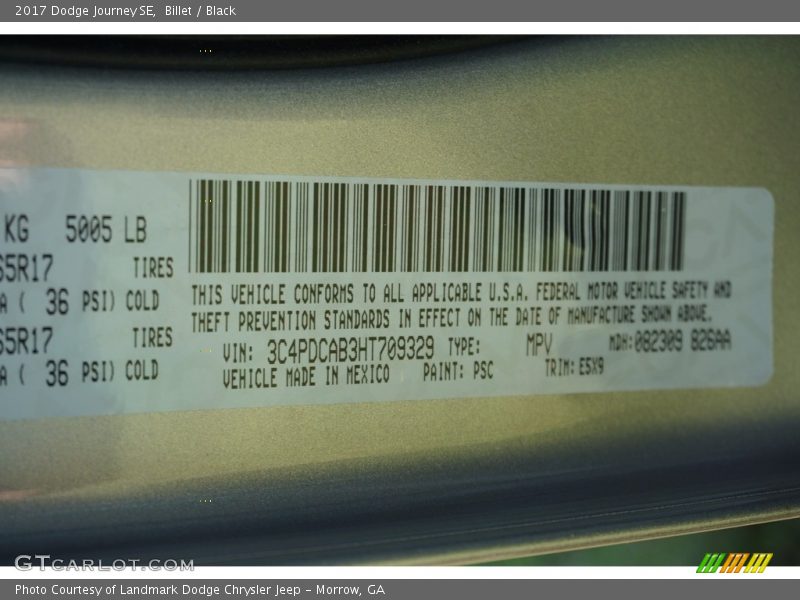 2017 Dodge Journey SE, Billet / Black
KG 5005 LB
65R17 TIRES
A ( 36 PSI) COLD
65R17 TIRES
A ( 36 PSI) COLD
THIS VEHICLE CONFORMS TO ALL APPLICABLE U.S.A. FEDERAL MOTOR VEHICLE SAFETY AND
THEFT PREVENTION STANDARDS IN EFFECT ON THE DATE OF MANUFACTURE SHOWN ABOVE.
VIN: 3C4PDCAB3HT709329 TYPE: MPV MDH: 082309 826AA
VEHICLE MADE IN MEXICO PAINT: PSC TRIM: E5X9
GTCARLOT.COM
Photo Courtesy of Landmark Dodge Chrysler Jeep – Morrow, GA